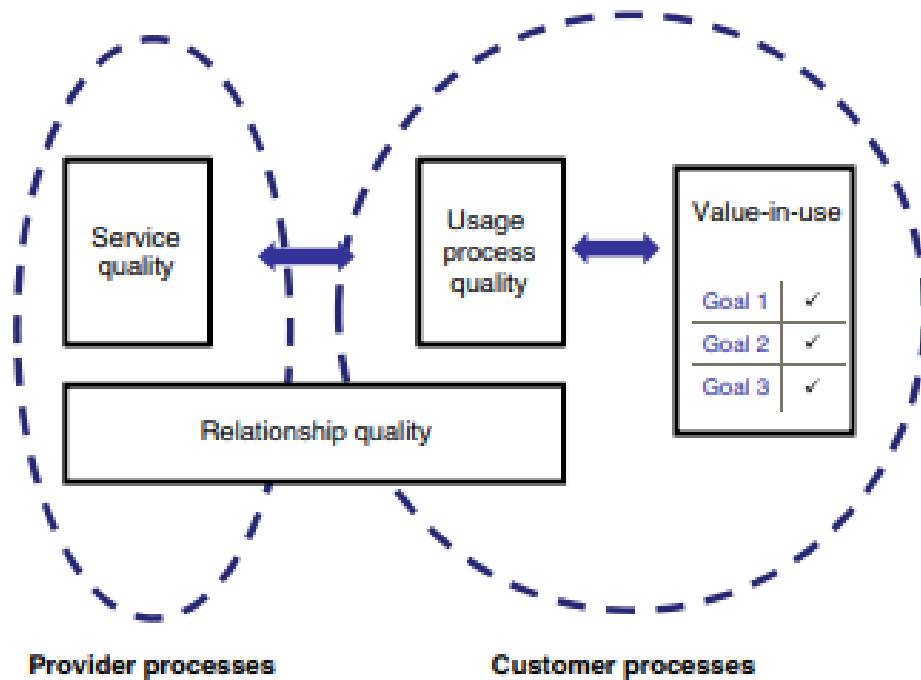 Service
quality
Usage
process
quality
Value-in-use
Goal 1 ✓
Goal 2 ✓
Goal 3 ✓
Relationship quality
Provider processes
Customer processes